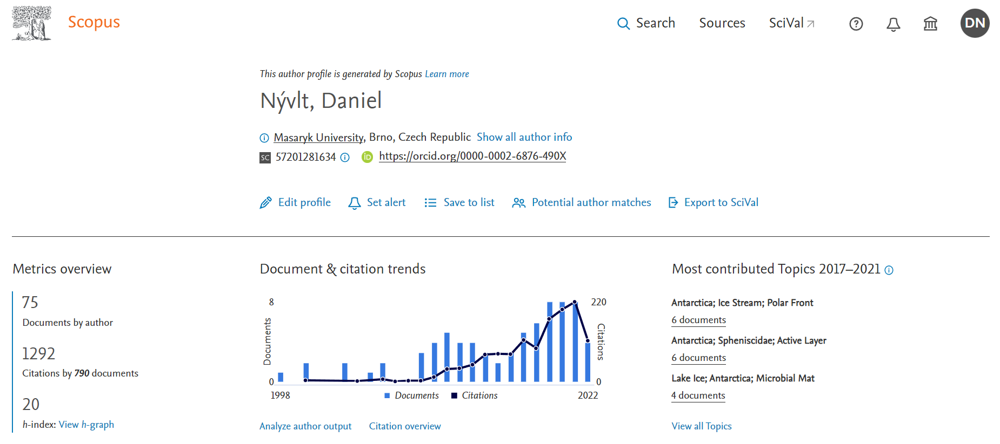 Scopus
Search Sources SciVal
DN
This author profile is generated by Scopus Learn more
Nývlt, Daniel
Masaryk University, Brno, Czech Republic Show all author info
SC 57201281634 iD https://orcid.org/0000-0002-6876-490X
Edit profile Set alert Save to list Potential author matches Export to SciVal
Metrics overview
75
Documents by author
1292
Citations by 790 documents
20
h-index: View h-graph
Document & citation trends
8
220
Documents
Citations
0
0
1998
2022
Documents Citations
Analyze author output Citation overview
Most contributed Topics 2017–2021
Antarctica; Ice Stream; Polar Front
6 documents
Antarctica; Spheniscidae; Active Layer
6 documents
Lake Ice; Antarctica; Microbial Mat
4 documents
View all Topics